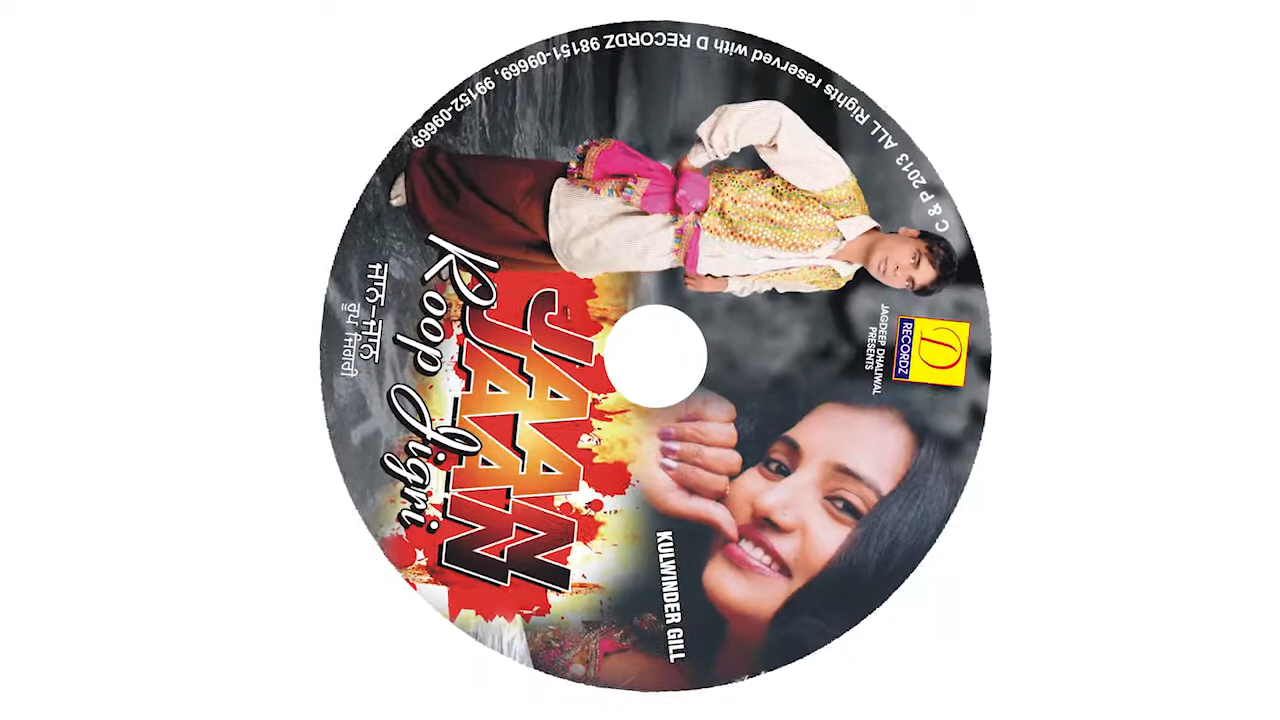 C & P 2013 ALL Rights reserved with D RECORDZ 98151-09669, 99152-09669
D
RECORDZ
JAGDEEP DHALIWAL
PRESENTS
KULWINDER GILL
JAAN
JAAN
Roop Jigri
ਜਾਨ-ਜਾਨ